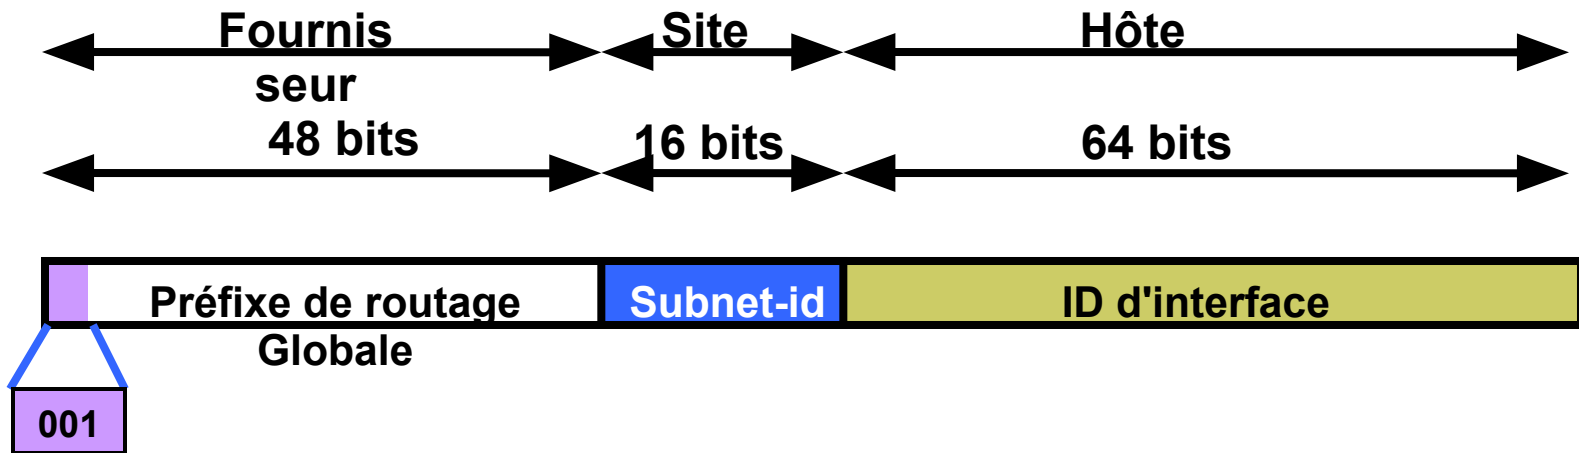 Fournis Site Hôte
seur
48 bits 16 bits 64 bits
Préfixe de routage Subnet-id ID d'interface
Globale
001